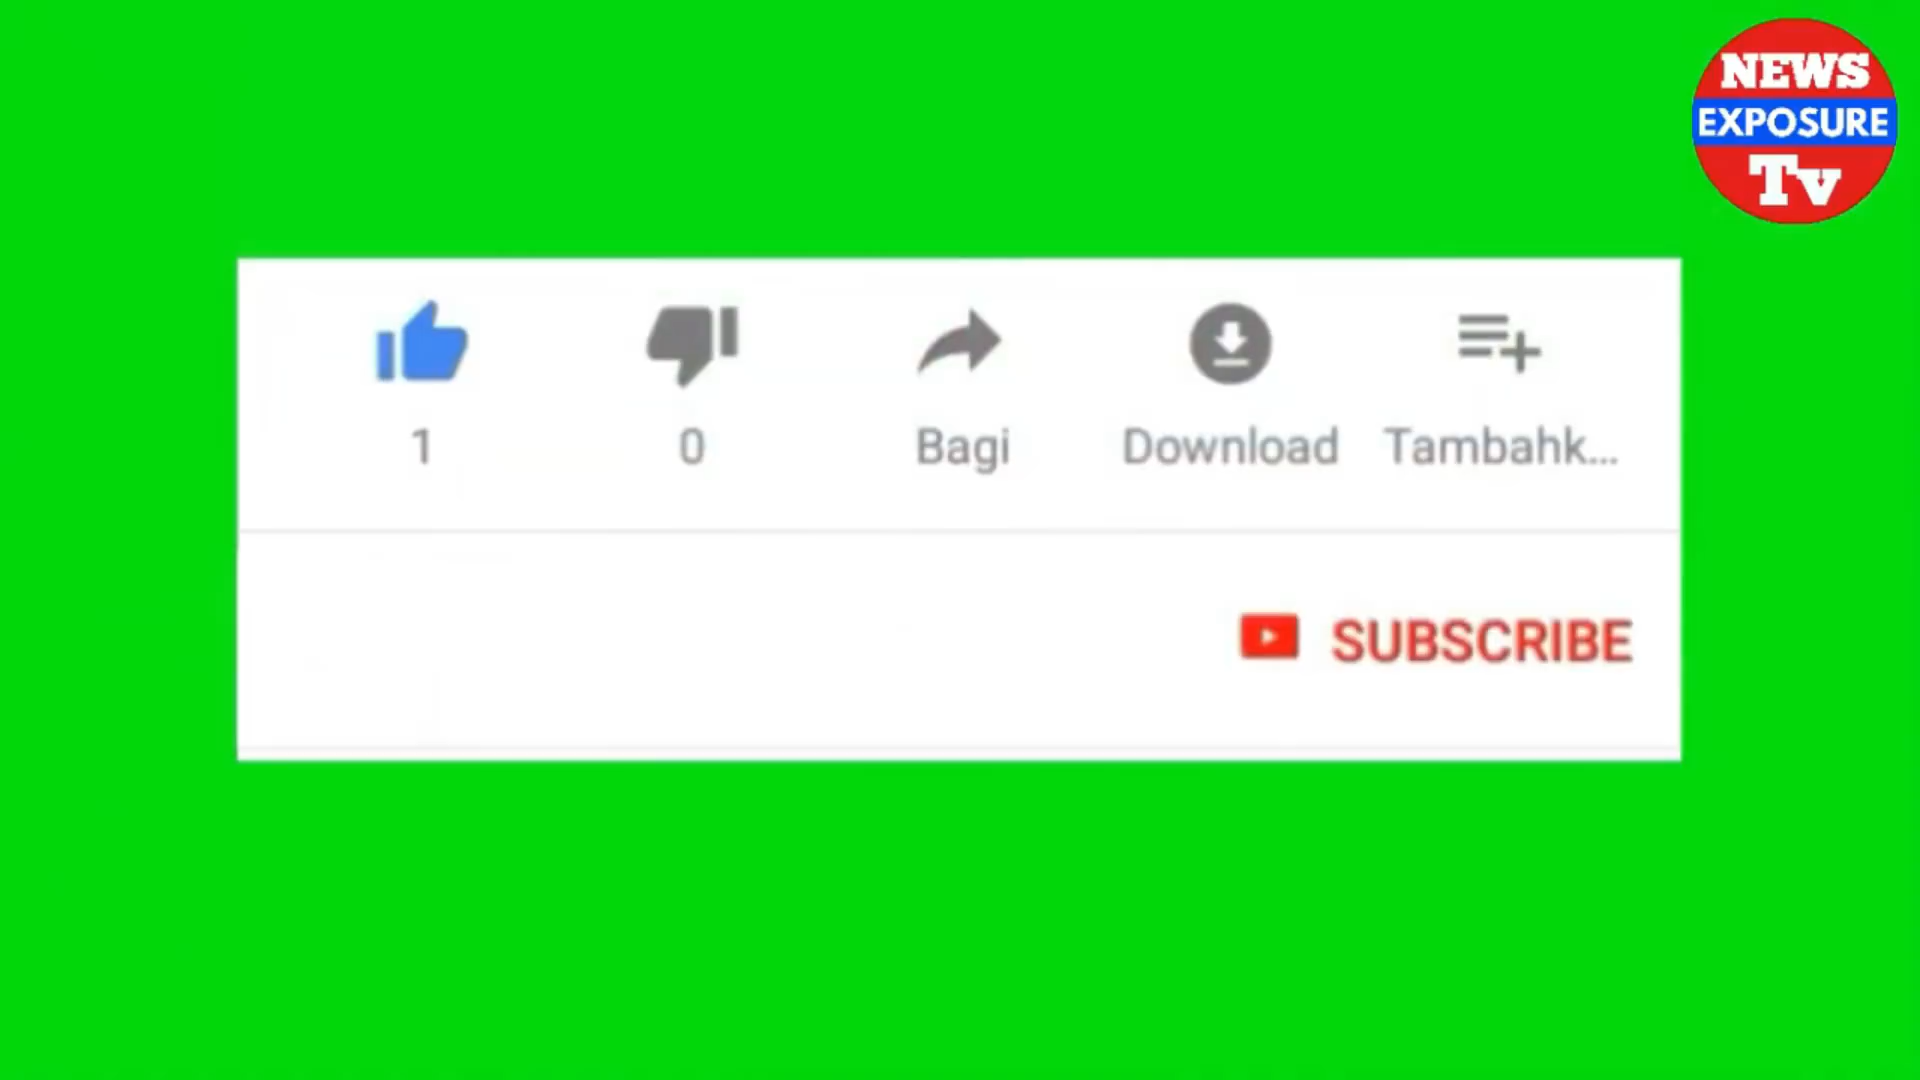 NEWS
EXPOSURE
Tv
1 0 Bagi Download Tambahk...
SUBSCRIBE